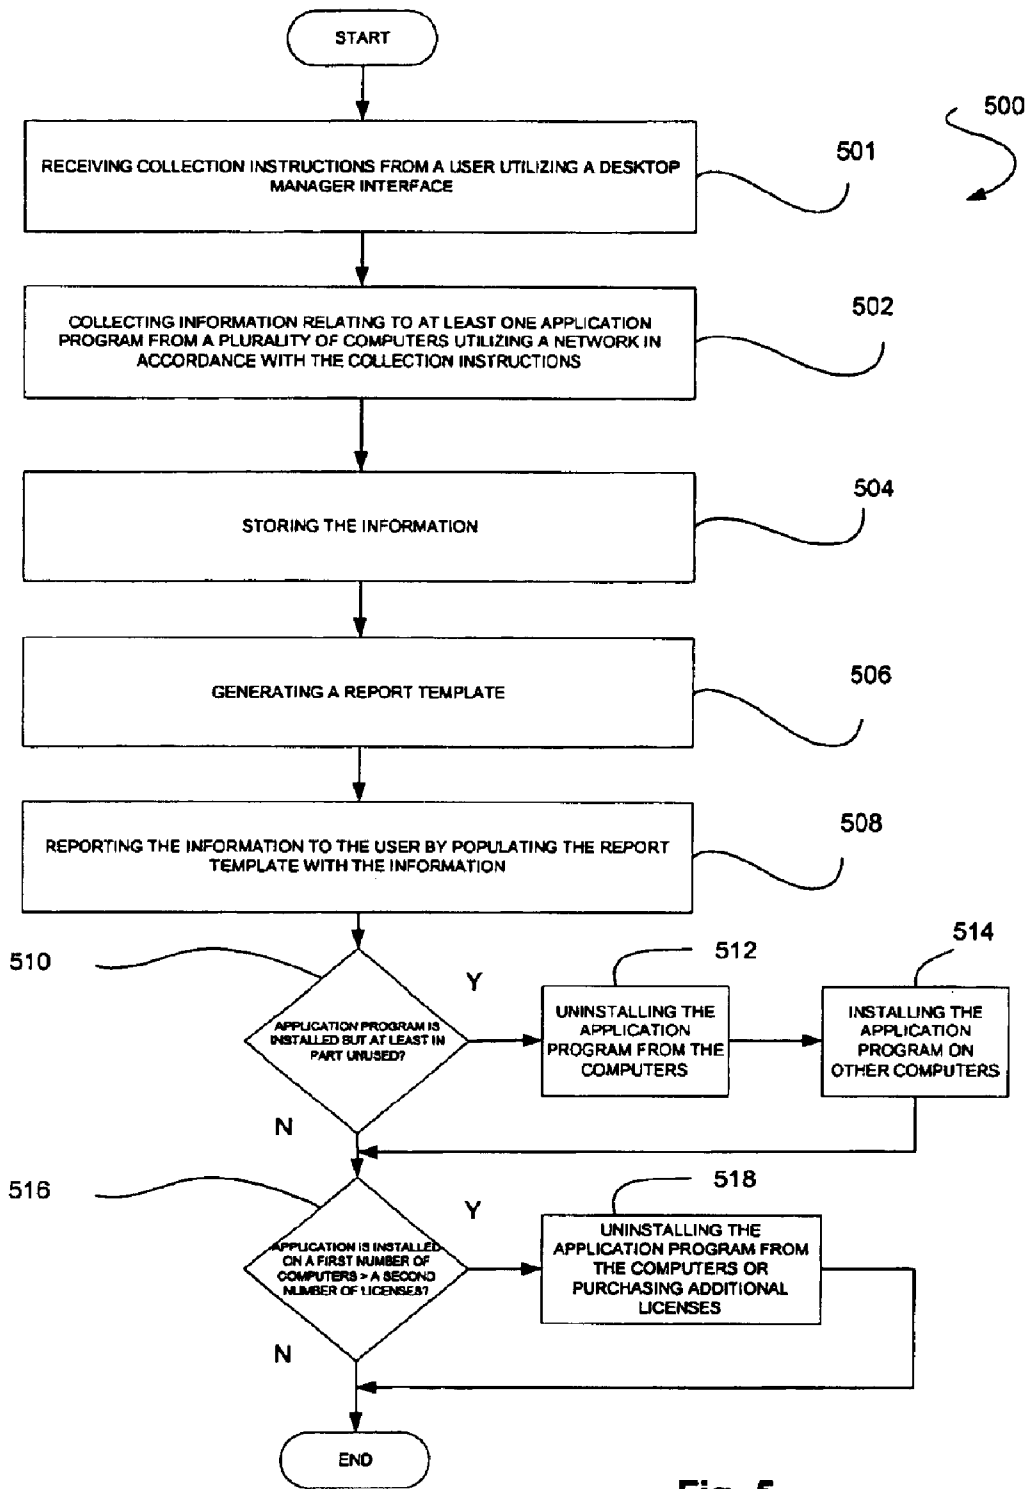 START
500
RECEIVING COLLECTION INSTRUCTIONS FROM A USER UTILIZING A DESKTOP
MANAGER INTERFACE
501
COLLECTING INFORMATION RELATING TO AT LEAST ONE APPLICATION
PROGRAM FROM A PLURALITY OF COMPUTERS UTILIZING A NETWORK IN
ACCORDANCE WITH THE COLLECTION INSTRUCTIONS
502
STORING THE INFORMATION
504
GENERATING A REPORT TEMPLATE
506
REPORTING THE INFORMATION TO THE USER BY POPULATING THE REPORT
TEMPLATE WITH THE INFORMATION
508
510
APPLICATION PROGRAM IS
INSTALLED BUT AT LEAST IN
PART UNUSED?
Y
N
512
UNINSTALLING THE
APPLICATION
PROGRAM FROM THE
COMPUTERS
514
INSTALLING THE
APPLICATION
PROGRAM ON
OTHER COMPUTERS
516
APPLICATION IS INSTALLED
ON A FIRST NUMBER OF
COMPUTERS > A SECOND
NUMBER OF LICENSES?
Y
N
518
UNINSTALLING THE
APPLICATION PROGRAM FROM
THE COMPUTERS OR
PURCHASING ADDITIONAL
LICENSES
END
Fig. 5